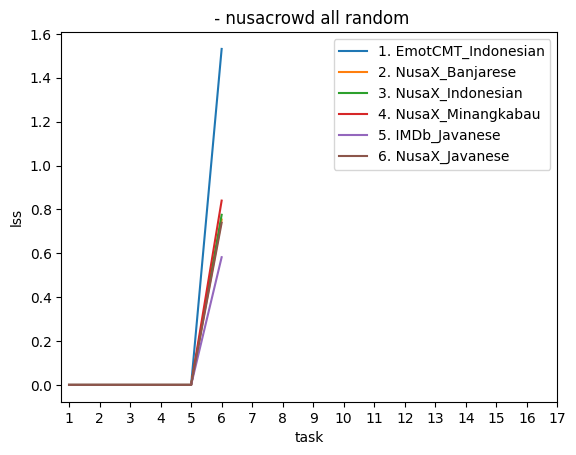 - nusacrowd all random
1.6
1.4
1.2
1.0
0.8
0.6
0.4
0.2
0.0
lss
1. EmotCMT_Indonesian
2. NusaX_Banjarese
3. NusaX_Indonesian
4. NusaX_Minangkabau
5. IMDb_Javanese
6. NusaX_Javanese
1 2 3 4 5 6 7 8 9 10 11 12 13 14 15 16 17
task